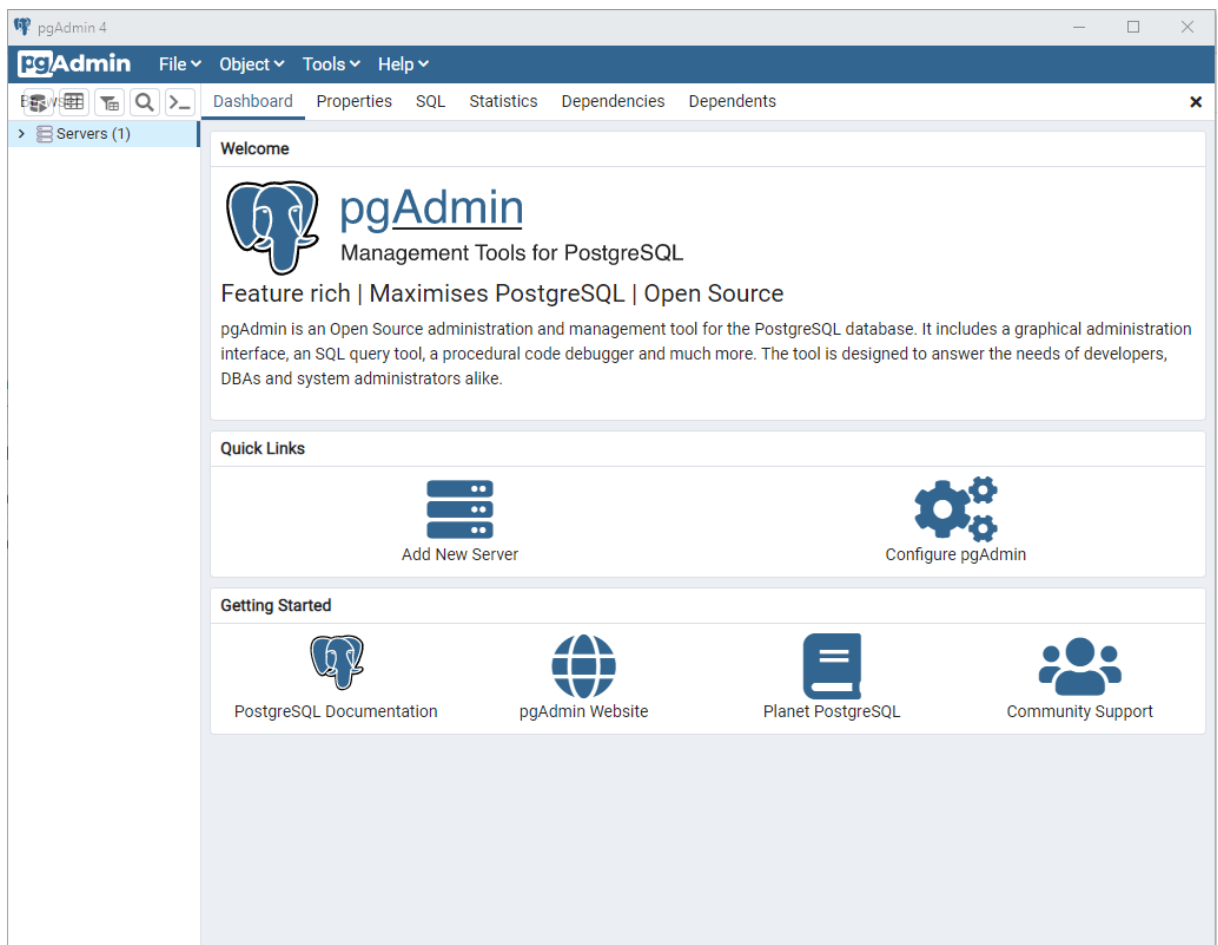 pgAdmin 4
pgAdmin File Object Tools Help
Dashboard Properties SQL Statistics Dependencies Dependents
Servers (1)
Welcome
pgAdmin
Management Tools for PostgreSQL
Feature rich | Maximises PostgreSQL | Open Source
pgAdmin is an Open Source administration and management tool for the PostgreSQL database. It includes a graphical administration
interface, an SQL query tool, a procedural code debugger and much more. The tool is designed to answer the needs of developers,
DBAs and system administrators alike.
Quick Links
Add New Server Configure pgAdmin
Getting Started
PostgreSQL Documentation pgAdmin Website Planet PostgreSQL Community Support